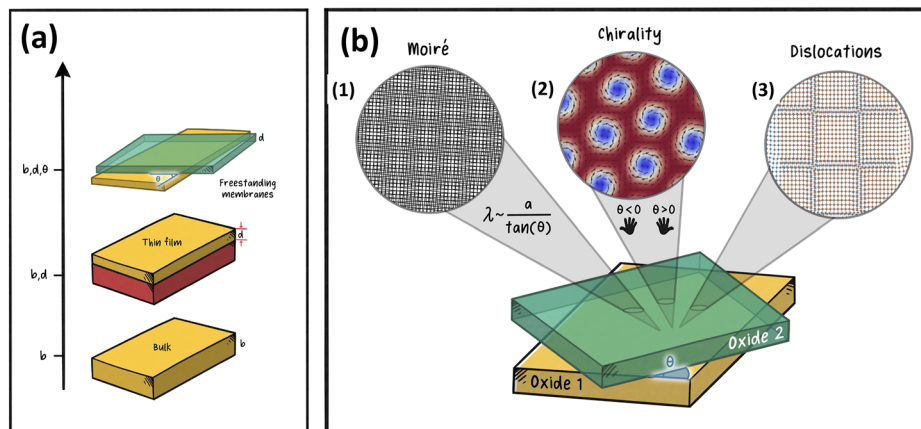 (a)
b,d,θ
d
θ
Freestanding
membranes
b,d
Thin film
d
b
Bulk
b
(b)
Moiré
Chirality
Dislocations
(1)
(2)
(3)
λ~ a
tan(θ)
θ<0 θ>0
Oxide 2
θ
Oxide 1